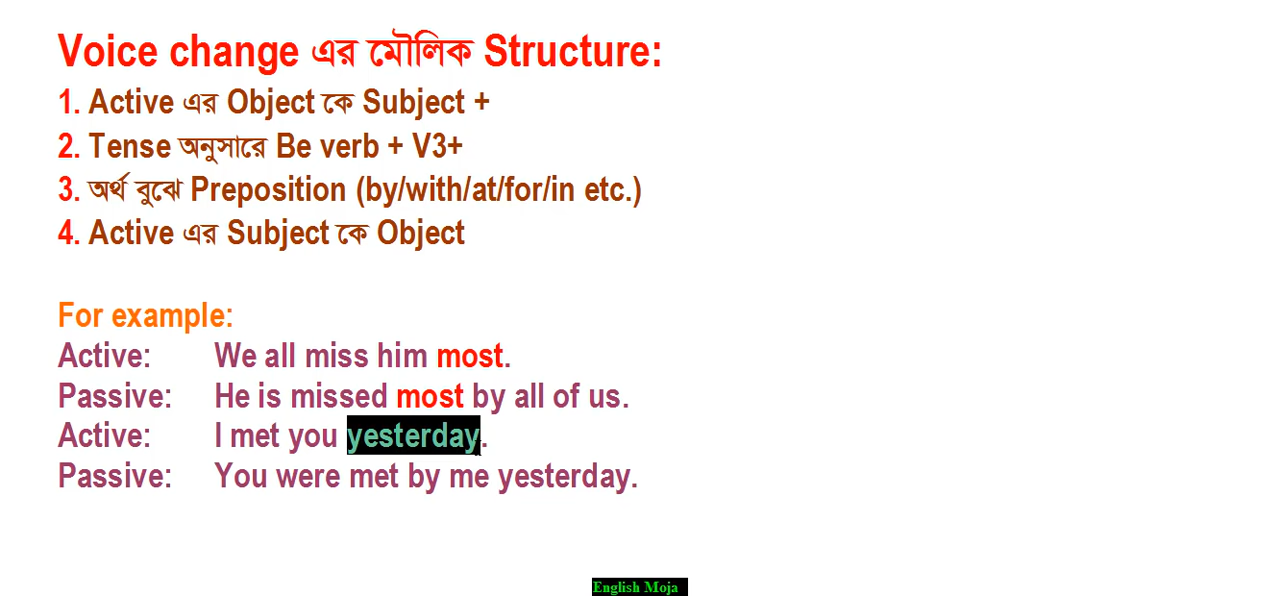 Voice change এর মৌলিক Structure:
1. Active এর Object কে Subject +
2. Tense অনুসারে Be verb + V3+
3. অর্থ বুঝে Preposition (by/with/at/for/in etc.)
4. Active এর Subject কে Object
For example:
Active: We all miss him most.
Passive: He is missed most by all of us.
Active: I met you yesterday.
Passive: You were met by me yesterday.
English Moja